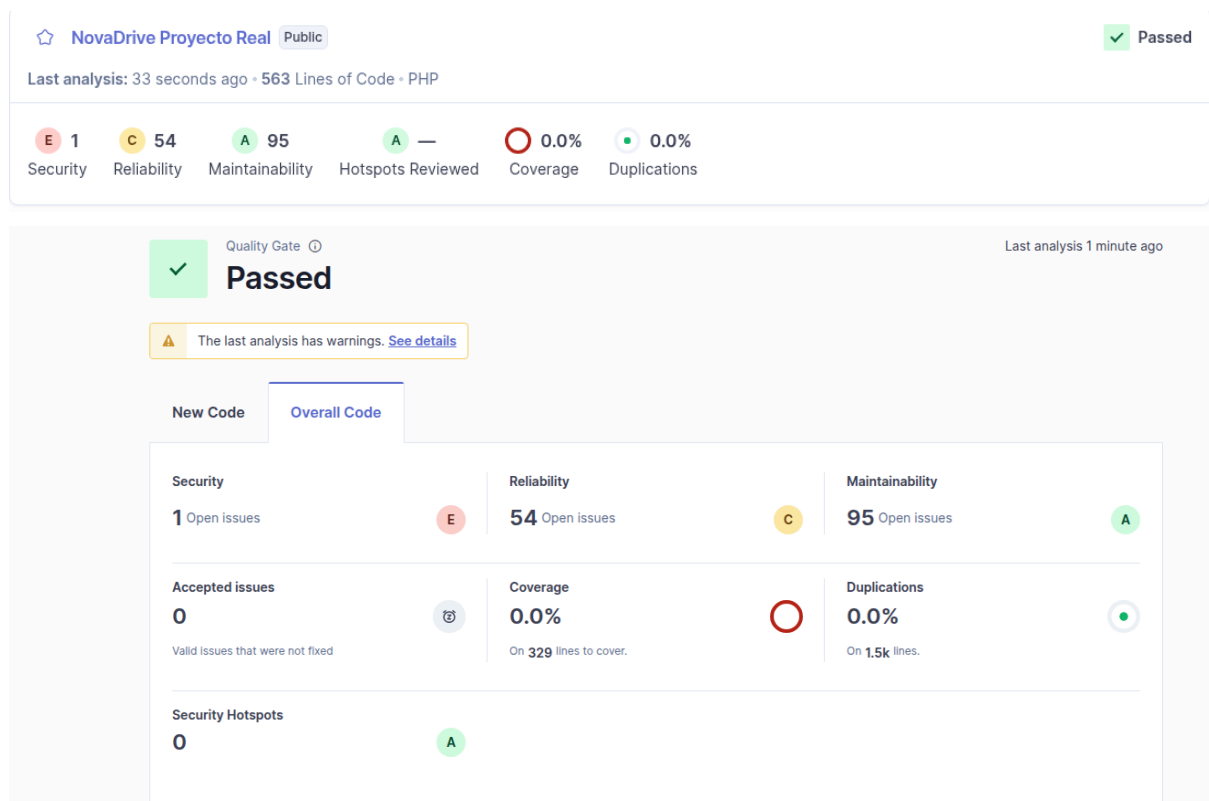 NovaDrive Proyecto Real Public Passed
Last analysis: 33 seconds ago • 563 Lines of Code • PHP
E 1 C 54 A 95 A — 0.0% 0.0%
Security Reliability Maintainability Hotspots Reviewed Coverage Duplications
Quality Gate Last analysis 1 minute ago
Passed
The last analysis has warnings. See details
New Code Overall Code
Security Reliability Maintainability
1 Open issues E 54 Open issues C 95 Open issues A
Accepted issues Coverage Duplications
0 0.0% 0.0%
Valid issues that were not fixed On 329 lines to cover. On 1.5k lines.
Security Hotspots
0 A